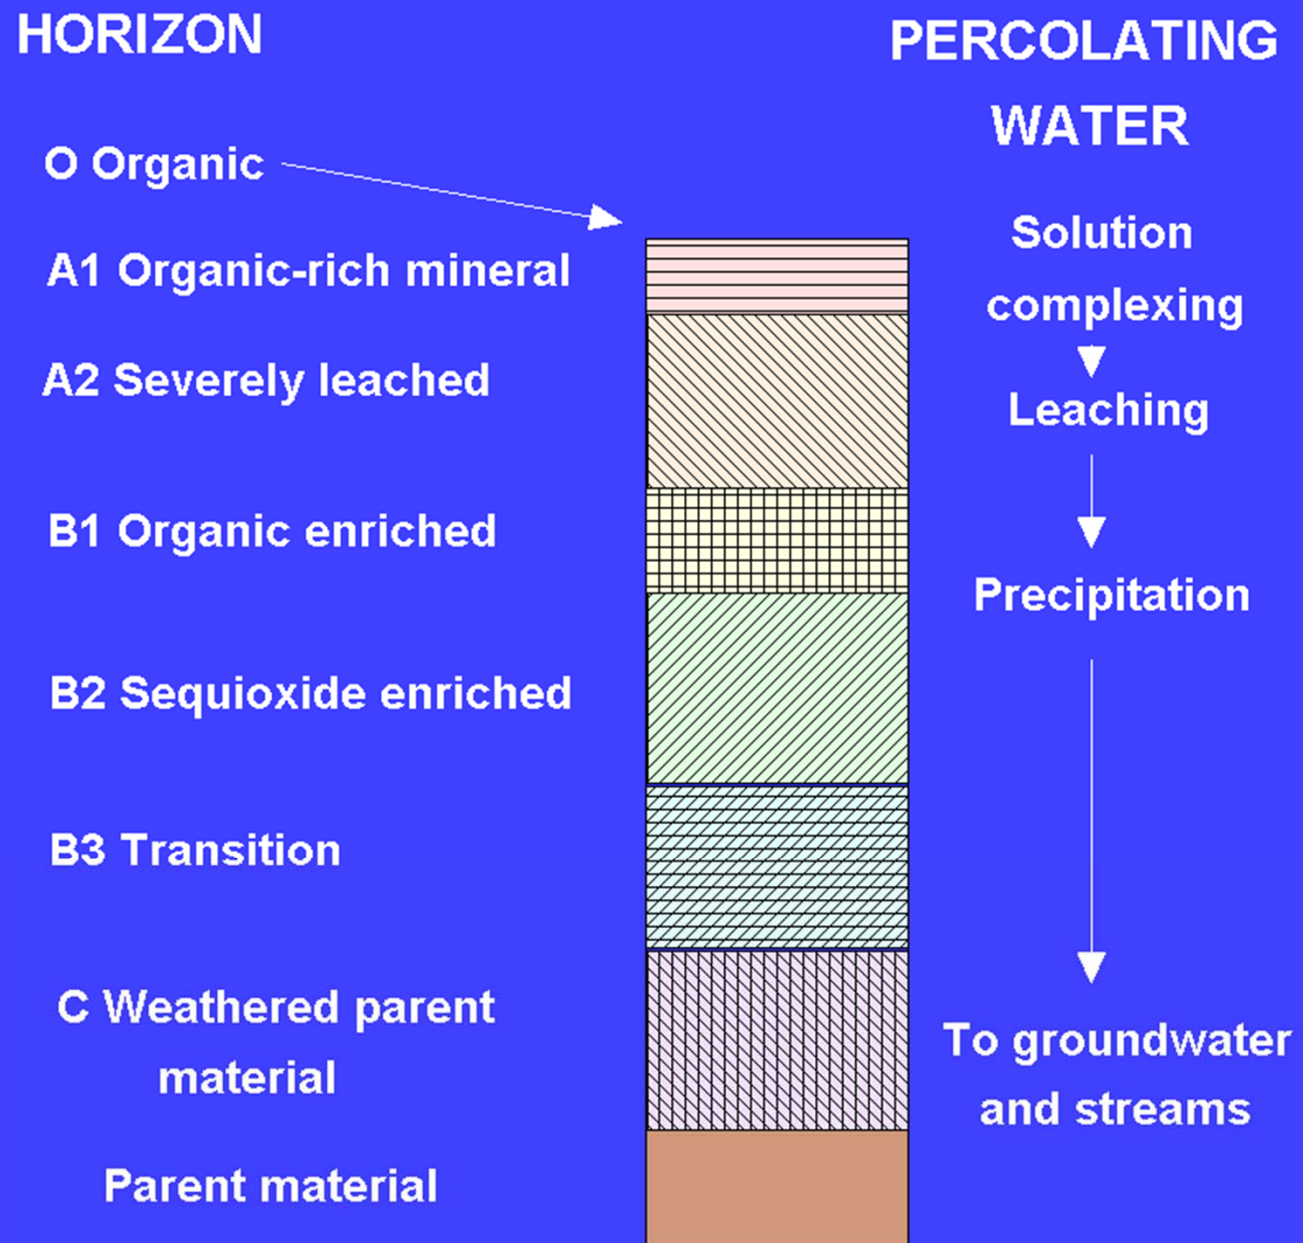 HORIZON
O Organic
A1 Organic-rich mineral
A2 Severely leached
B1 Organic enriched
B2 Sequioxide enriched
B3 Transition
C Weathered parent
material
Parent material
PERCOLATING
WATER
Solution
complexing
Leaching
Precipitation
To groundwater
and streams